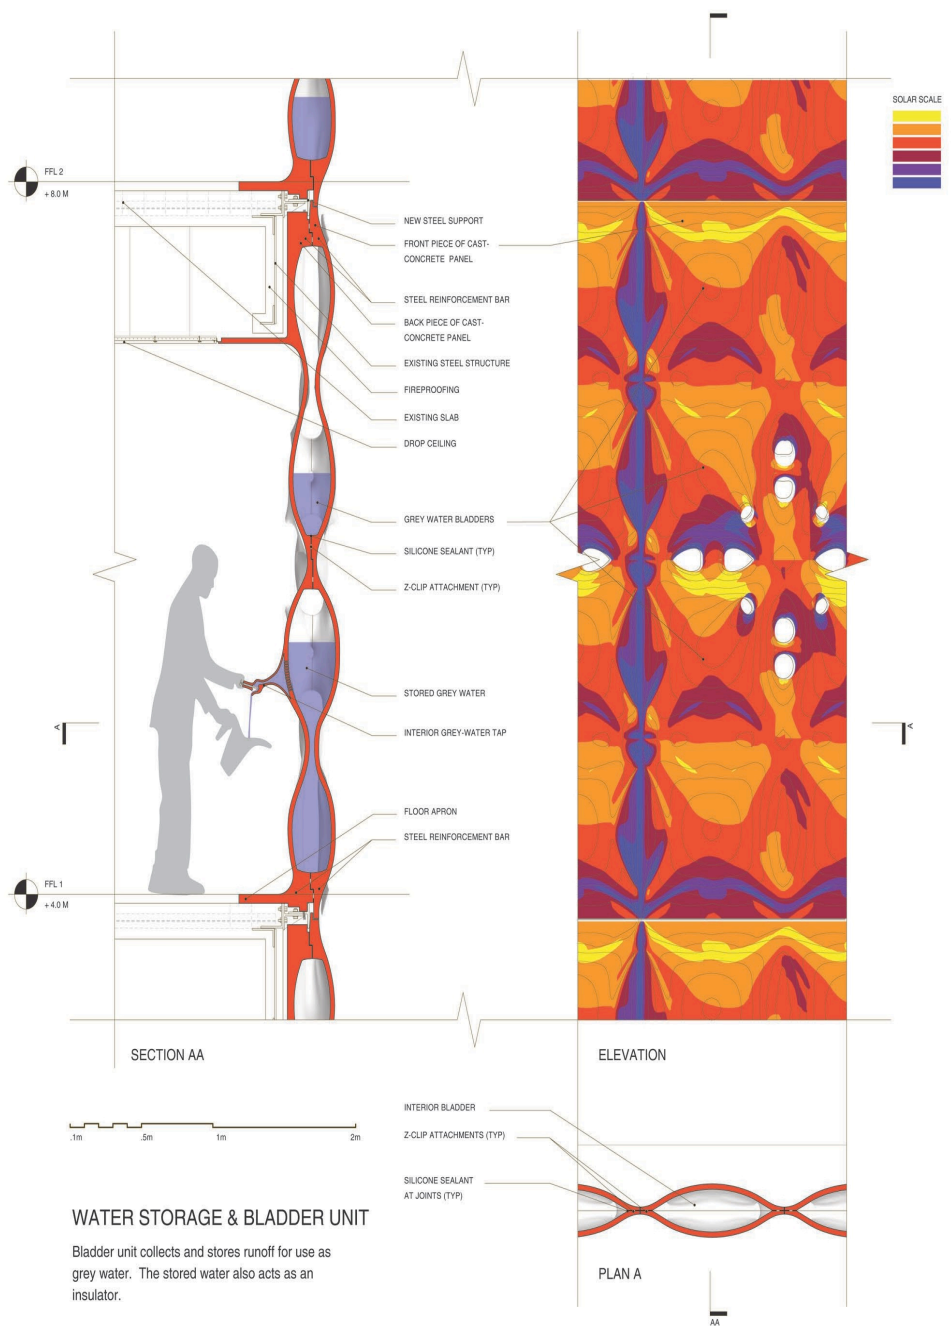 SOLAR SCALE
FFL 2
+ 8.0 M
NEW STEEL SUPPORT
FRONT PIECE OF CAST-
CONCRETE PANEL
STEEL REINFORCEMENT BAR
BACK PIECE OF CAST-
CONCRETE PANEL
EXISTING STEEL STRUCTURE
FIREPROOFING
EXISTING SLAB
DROP CEILING
GREY WATER BLADDERS
SILICONE SEALANT (TYP)
Z-CLIP ATTACHMENT (TYP)
STORED GREY WATER
INTERIOR GREY-WATER TAP
A
A
FLOOR APRON
STEEL REINFORCEMENT BAR
FFL 1
+ 4.0 M
SECTION AA
ELEVATION
.1m
.5m
1m
2m
INTERIOR BLADDER
Z-CLIP ATTACHMENTS (TYP)
SILICONE SEALANT
AT JOINTS (TYP)
WATER STORAGE & BLADDER UNIT
Bladder unit collects and stores runoff for use as
grey water. The stored water also acts as an
insulator.
PLAN A
AA